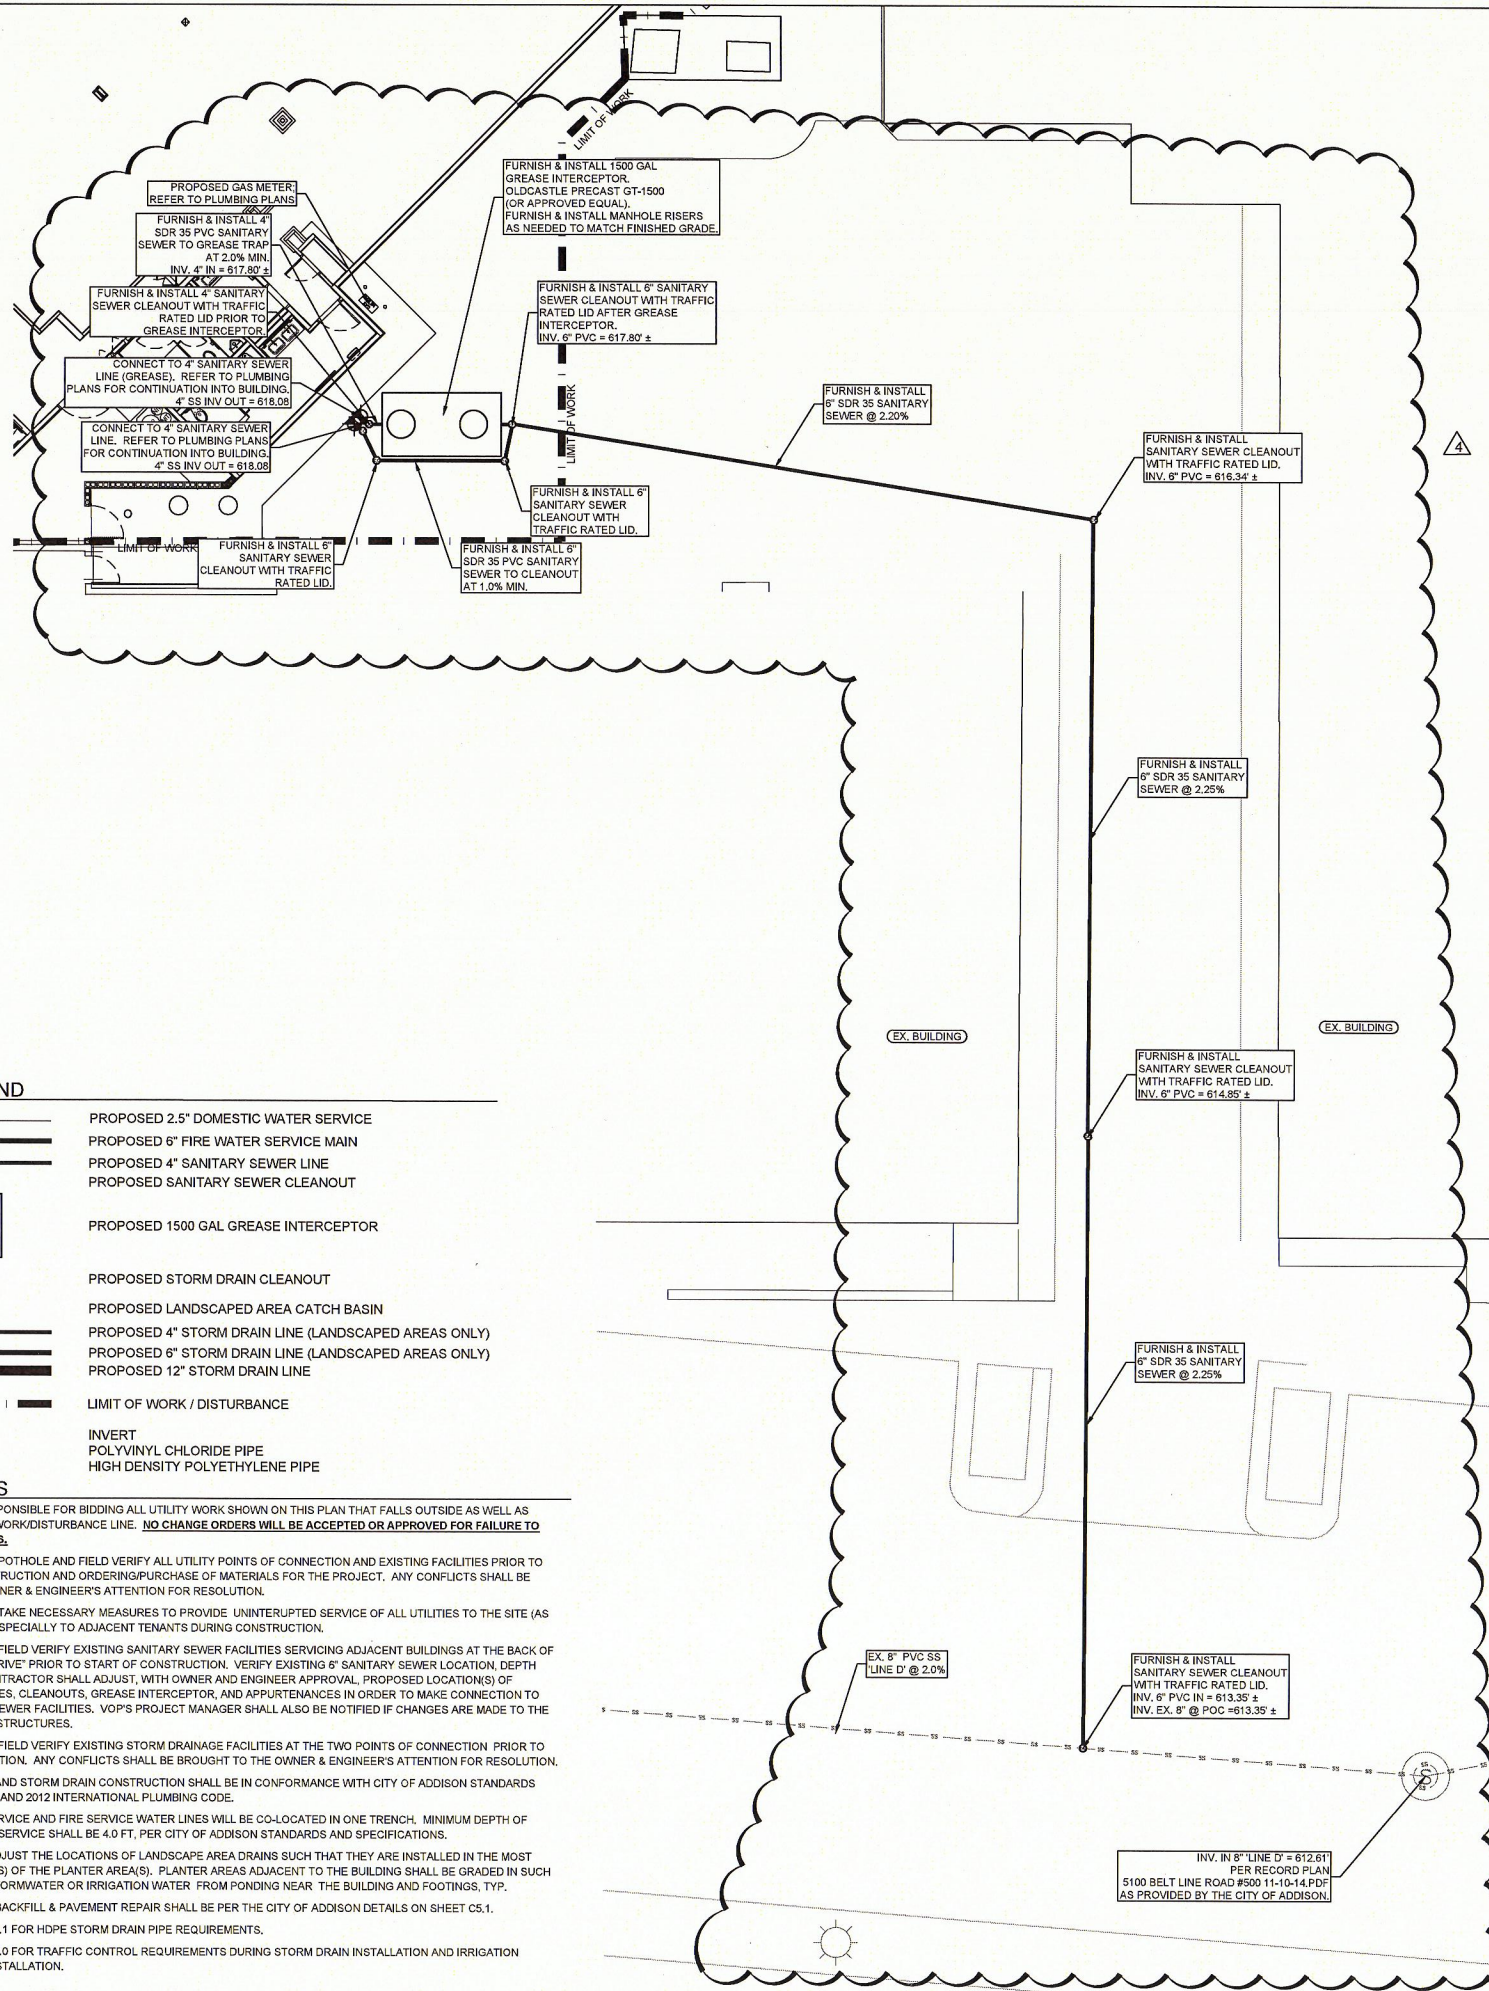 LIMIT OF WORK
PROPOSED GAS METER;
REFER TO PLUMBING PLANS
FURNISH & INSTALL 4"
SDR 35 PVC SANITARY
SEWER TO GREASE TRAP
AT 2.0% MIN.
INV. 4" IN = 617.80' ±
FURNISH & INSTALL 4" SANITARY
SEWER CLEANOUT WITH TRAFFIC
RATED LID PRIOR TO
GREASE INTERCEPTOR.
CONNECT TO 4" SANITARY SEWER
LINE (GREASE). REFER TO PLUMBING
PLANS FOR CONTINUATION INTO BUILDING.
4" SS INV OUT = 618.08
CONNECT TO 4" SANITARY SEWER
LINE. REFER TO PLUMBING PLANS
FOR CONTINUATION INTO BUILDING.
4" SS INV OUT = 618.08
FURNISH & INSTALL 1500 GAL
GREASE INTERCEPTOR.
OLDCASTLE PRECAST GT-1500
(OR APPROVED EQUAL).
FURNISH & INSTALL MANHOLE RISERS
AS NEEDED TO MATCH FINISHED GRADE.
FURNISH & INSTALL 6" SANITARY
SEWER CLEANOUT WITH TRAFFIC
RATED LID AFTER GREASE
INTERCEPTOR.
INV. 6" PVC = 617.80' ±
LIMIT OF WORK
FURNISH & INSTALL
6" SDR 35 SANITARY
SEWER @ 2.20%
FURNISH & INSTALL
SANITARY SEWER CLEANOUT
WITH TRAFFIC RATED LID.
INV. 6" PVC = 616.34' ±
4
FURNISH & INSTALL 6"
SANITARY SEWER
CLEANOUT WITH
TRAFFIC RATED LID.
LIMIT OF WORK
FURNISH & INSTALL 6"
SANITARY SEWER
CLEANOUT WITH TRAFFIC
RATED LID.
FURNISH & INSTALL 6"
SDR 35 PVC SANITARY
SEWER TO CLEANOUT
AT 1.0% MIN.
FURNISH & INSTALL
6" SDR 35 SANITARY
SEWER @ 2.25%
EX. BUILDING
EX. BUILDING
FURNISH & INSTALL
SANITARY SEWER CLEANOUT
WITH TRAFFIC RATED LID.
INV. 6" PVC = 614.85' ±
FURNISH & INSTALL
6" SDR 35 SANITARY
SEWER @ 2.25%
EX. 8" PVC SS
'LINE D' @ 2.0%
FURNISH & INSTALL
SANITARY SEWER CLEANOUT
WITH TRAFFIC RATED LID.
INV. 6" PVC IN = 613.35' ±
INV. EX. 8" @ POC =613.35' ±
SS SS SS SS SS SS SS SS SS SS SS SS
S
INV. IN 8" 'LINE D' = 612.61'
PER RECORD PLAN
5100 BELT LINE ROAD #500 11-10-14.PDF
AS PROVIDED BY THE CITY OF ADDISON.
ND
PROPOSED 2.5" DOMESTIC WATER SERVICE
PROPOSED 6" FIRE WATER SERVICE MAIN
PROPOSED 4" SANITARY SEWER LINE
PROPOSED SANITARY SEWER CLEANOUT
PROPOSED 1500 GAL GREASE INTERCEPTOR
PROPOSED STORM DRAIN CLEANOUT
PROPOSED LANDSCAPED AREA CATCH BASIN
PROPOSED 4" STORM DRAIN LINE (LANDSCAPED AREAS ONLY)
PROPOSED 6" STORM DRAIN LINE (LANDSCAPED AREAS ONLY)
PROPOSED 12" STORM DRAIN LINE
LIMIT OF WORK / DISTURBANCE
INVERT
POLYVINYL CHLORIDE PIPE
HIGH DENSITY POLYETHYLENE PIPE
S
PONSIBLE FOR BIDDING ALL UTILITY WORK SHOWN ON THIS PLAN THAT FALLS OUTSIDE AS WELL AS
WORK/DISTURBANCE LINE. NO CHANGE ORDERS WILL BE ACCEPTED OR APPROVED FOR FAILURE TO
S.
POTHOLE AND FIELD VERIFY ALL UTILITY POINTS OF CONNECTION AND EXISTING FACILITIES PRIOR TO
RUCTION AND ORDERING/PURCHASE OF MATERIALS FOR THE PROJECT. ANY CONFLICTS SHALL BE
NER & ENGINEER'S ATTENTION FOR RESOLUTION.
TAKE NECESSARY MEASURES TO PROVIDE UNINTERUPTED SERVICE OF ALL UTILITIES TO THE SITE (AS
SPECIALLY TO ADJACENT TENANTS DURING CONSTRUCTION.
FIELD VERIFY EXISTING SANITARY SEWER FACILITIES SERVICING ADJACENT BUILDINGS AT THE BACK OF
RIVE" PRIOR TO START OF CONSTRUCTION. VERIFY EXISTING 6" SANITARY SEWER LOCATION, DEPTH
NTRACTOR SHALL ADJUST, WITH OWNER AND ENGINEER APPROVAL, PROPOSED LOCATION(S) OF
ES, CLEANOUTS, GREASE INTERCEPTOR, AND APPURTENANCES IN ORDER TO MAKE CONNECTION TO
EWER FACILITIES. VOP'S PROJECT MANAGER SHALL ALSO BE NOTIFIED IF CHANGES ARE MADE TO THE
STRUCTURES.
FIELD VERIFY EXISTING STORM DRAINAGE FACILITIES AT THE TWO POINTS OF CONNECTION PRIOR TO
TION. ANY CONFLICTS SHALL BE BROUGHT TO THE OWNER & ENGINEER'S ATTENTION FOR RESOLUTION.
AND STORM DRAIN CONSTRUCTION SHALL BE IN CONFORMANCE WITH CITY OF ADDISON STANDARDS
AND 2012 INTERNATIONAL PLUMBING CODE.
RVICE AND FIRE SERVICE WATER LINES WILL BE CO-LOCATED IN ONE TRENCH. MINIMUM DEPTH OF
SERVICE SHALL BE 4.0 FT, PER CITY OF ADDISON STANDARDS AND SPECIFICATIONS.
DJUST THE LOCATIONS OF LANDSCAPE AREA DRAINS SUCH THAT THEY ARE INSTALLED IN THE MOST
S) OF THE PLANTER AREA(S). PLANTER AREAS ADJACENT TO THE BUILDING SHALL BE GRADED IN SUCH
ORMWATER OR IRRIGATION WATER FROM PONDING NEAR THE BUILDING AND FOOTINGS, TYP.
BACKFILL & PAVEMENT REPAIR SHALL BE PER THE CITY OF ADDISON DETAILS ON SHEET C5.1.
.1 FOR HDPE STORM DRAIN PIPE REQUIREMENTS.
.0 FOR TRAFFIC CONTROL REQUIREMENTS DURING STORM DRAIN INSTALLATION AND IRRIGATION
STALLATION.